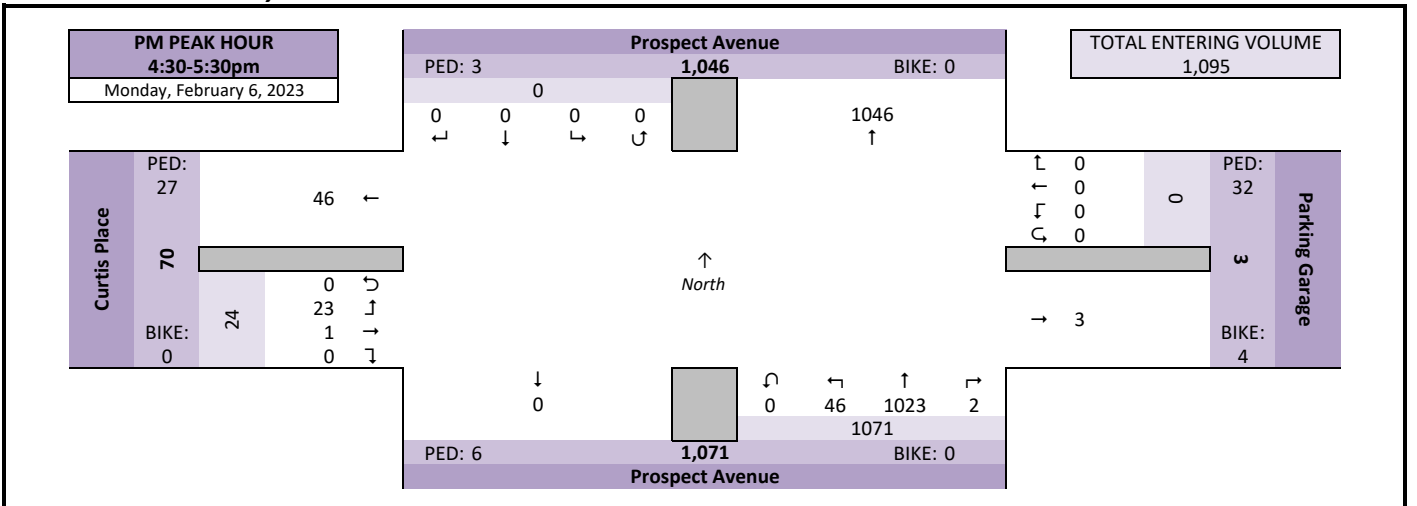 PM PEAK HOUR
4:30-5:30pm
Monday, February 6, 2023
Prospect Avenue
PED: 3 1,046 BIKE: 0
0
0 0 0 0 1046
↵ ↓ ↳ ↺ ↑
TOTAL ENTERING VOLUME
1,095
Curtis Place
PED:
27
70
BIKE:
0
46 ←
24
0 ⮌
23 ⮥
1 →
0 ⮧
↑
North
↑ 0
← 0
↓ 0
⮎ 0
0
PED:
32
3
BIKE:
4
Parking Garage
→ 3
↓
0
↶ ↰ ↑ ↱
0 46 1023 2
1071
PED: 6 1,071 BIKE: 0
Prospect Avenue